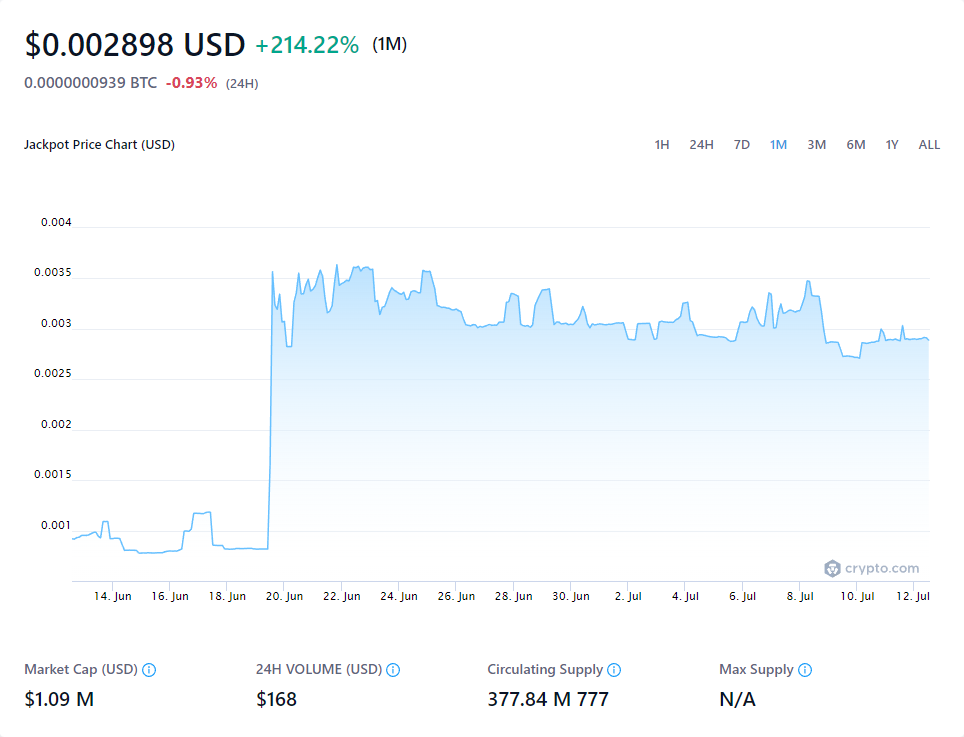 $0.002898 USD +214.22% (1M)
0.0000000939 BTC -0.93% (24H)
Jackpot Price Chart (USD) 1H 24H 7D 1M 3M 6M 1Y ALL
0.004
0.0035
0.003
0.0025
0.002
0.0015
0.001
crypto.com
14. Jun 16. Jun 18. Jun 20. Jun 22. Jun 24. Jun 26. Jun 28. Jun 30. Jun 2. Jul 4. Jul 6. Jul 8. Jul 10. Jul 12. Jul
Market Cap (USD) 24H VOLUME (USD) Circulating Supply Max Supply
$1.09 M $168 377.84 M 777 N/A